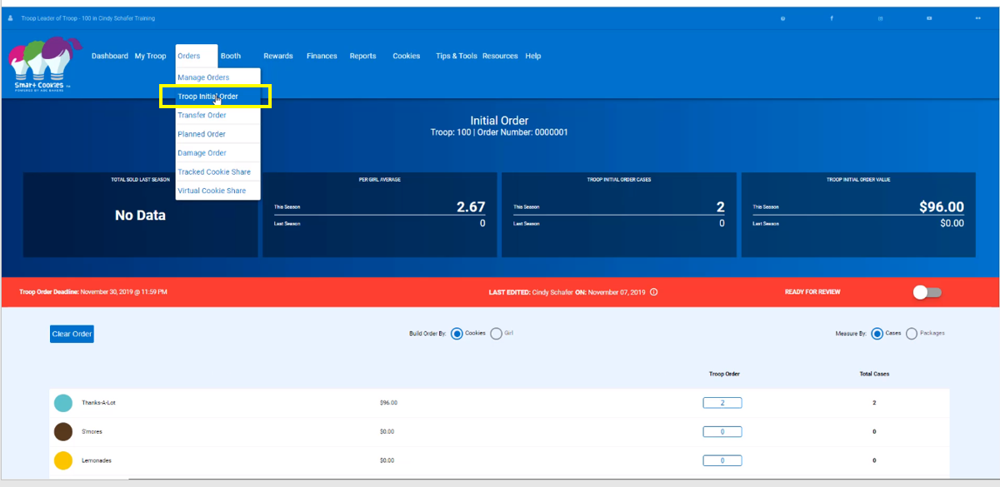 Troop Leader of Troop - 100 in Cindy Schafer Training
Smart Cookies TM
POWERED BY ABC BAKERS
Dashboard My Troop Orders Booth Rewards Finances Reports Cookies Tips & Tools Resources Help
Manage Orders
Troop Initial Order
Transfer Order
Planned Order
Damage Order
Tracked Cookie Share
Virtual Cookie Share
Initial Order
Troop: 100 | Order Number: 0000001
TOTAL SOLD LAST SEASON
No Data
PER GIRL AVERAGE
This Season 2.67
Last Season 0
TROOP INITIAL ORDER CASES
This Season 2
Last Season 0
TROOP INITIAL ORDER VALUE
This Season $96.00
Last Season $0.00
Troop Order Deadline: November 30, 2019 @ 11:59 PM LAST EDITED: Cindy Schafer ON: November 07, 2019 READY FOR REVIEW
Clear Order Build Order By: Cookies Girl Measure By: Cases Packages
Troop Order Total Cases
Thanks-A-Lot $96.00 2 2
S'mores $0.00 0 0
Lemonades $0.00 0 0